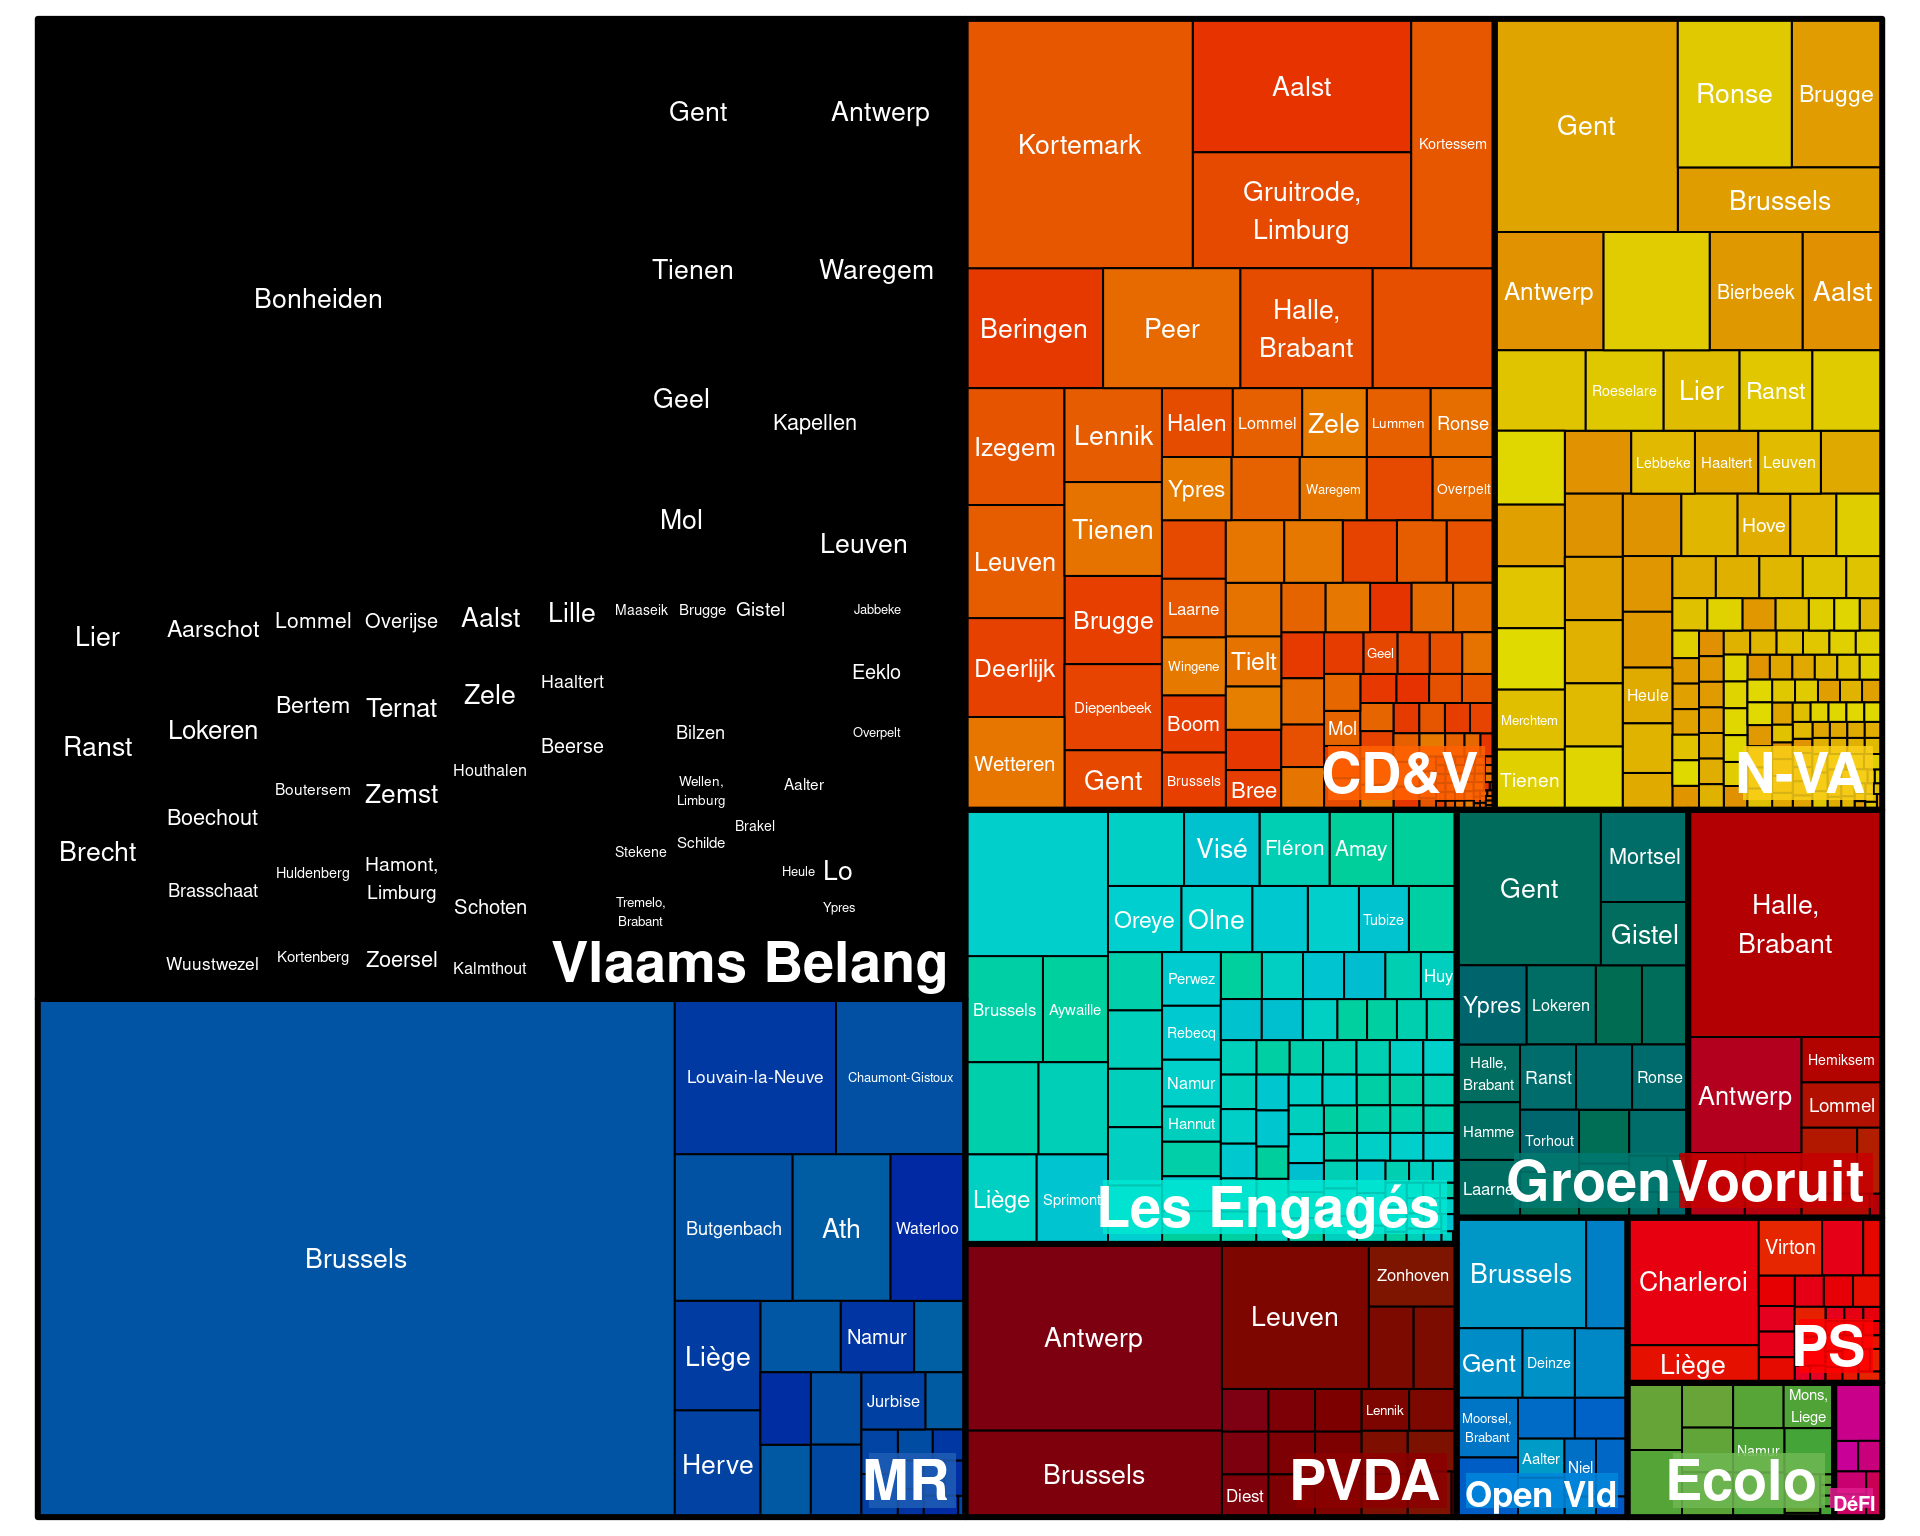 Gent
Antwerp
Bonheiden
Tienen
Waregem
Geel
Kapellen
Mol
Leuven
Lier
Aarschot
Lommel
Overijse
Aalst
Lille
Maaseik
Brugge
Gistel
Jabbeke
Ranst
Lokeren
Bertem
Ternat
Zele
Haaltert
Eeklo
Beerse
Bilzen
Overpelt
Houthalen
Boutersem
Zemst
Wellen,
Limburg
Aalter
Brecht
Boechout
Brakel
Schilde
Stekene
Huldenberg
Hamont,
Limburg
Heule
Lo
Brasschaat
Schoten
Tremelo,
Brabant
Ypres
Wuustwezel
Kortenberg
Zoersel
Kalmthout
Vlaams Belang
Brussels
Louvain-la-Neuve
Chaumont-Gistoux
Butgenbach
Ath
Waterloo
Liège
Namur
Jurbise
Herve
MR
Kortemark
Aalst
Kortessem
Gruitrode,
Limburg
Beringen
Peer
Halle,
Brabant
Izegem
Lennik
Halen
Lommel
Zele
Lummen
Ronse
Ypres
Waregem
Overpelt
Leuven
Tienen
Brugge
Laarne
Deerlijk
Diepenbeek
Wingene
Tielt
Geel
Boom
Mol
Wetteren
Gent
Brussels
Bree
CD&V
Gent
Ronse
Brugge
Brussels
Antwerp
Bierbeek
Aalst
Roeselare
Lier
Ranst
Lebbeke
Haaltert
Leuven
Hove
Heule
Merchtem
Tienen
N-VA
Visé
Fléron
Amay
Oreye
Olne
Tubize
Brussels
Aywaille
Perwez
Huy
Rebecq
Namur
Hannut
Liège
Sprimont
Les Engagés
Gent
Mortsel
Gistel
Ypres
Lokeren
Halle,
Brabant
Ranst
Ronse
Hamme
Torhout
Laarne
Groen
Halle,
Brabant
Antwerp
Hemiksem
Lommel
Vooruit
Antwerp
Leuven
Zonhoven
Lennik
Brussels
Diest
PVDA
Brussels
Gent
Deinze
Moorsel,
Brabant
Aalter
Niel
Open Vld
Charleroi
Virton
Liège
PS
Mons,
Liege
Namur
Ecolo
DéFI